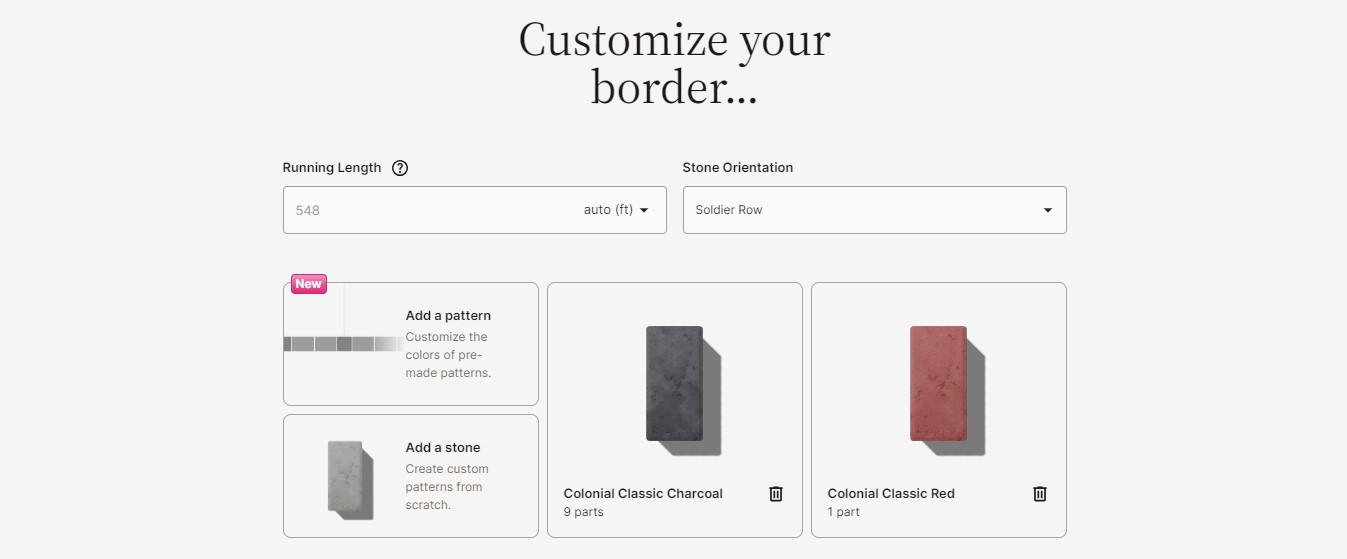 Customize your
border...
Running Length
Stone Orientation
548
auto (ft)
Soldier Row
New
Add a pattern
Customize the
colors of pre-
made patterns.
Add a stone
Create custom
patterns from
scratch.
Colonial Classic Charcoal
9 parts
Colonial Classic Red
1 part